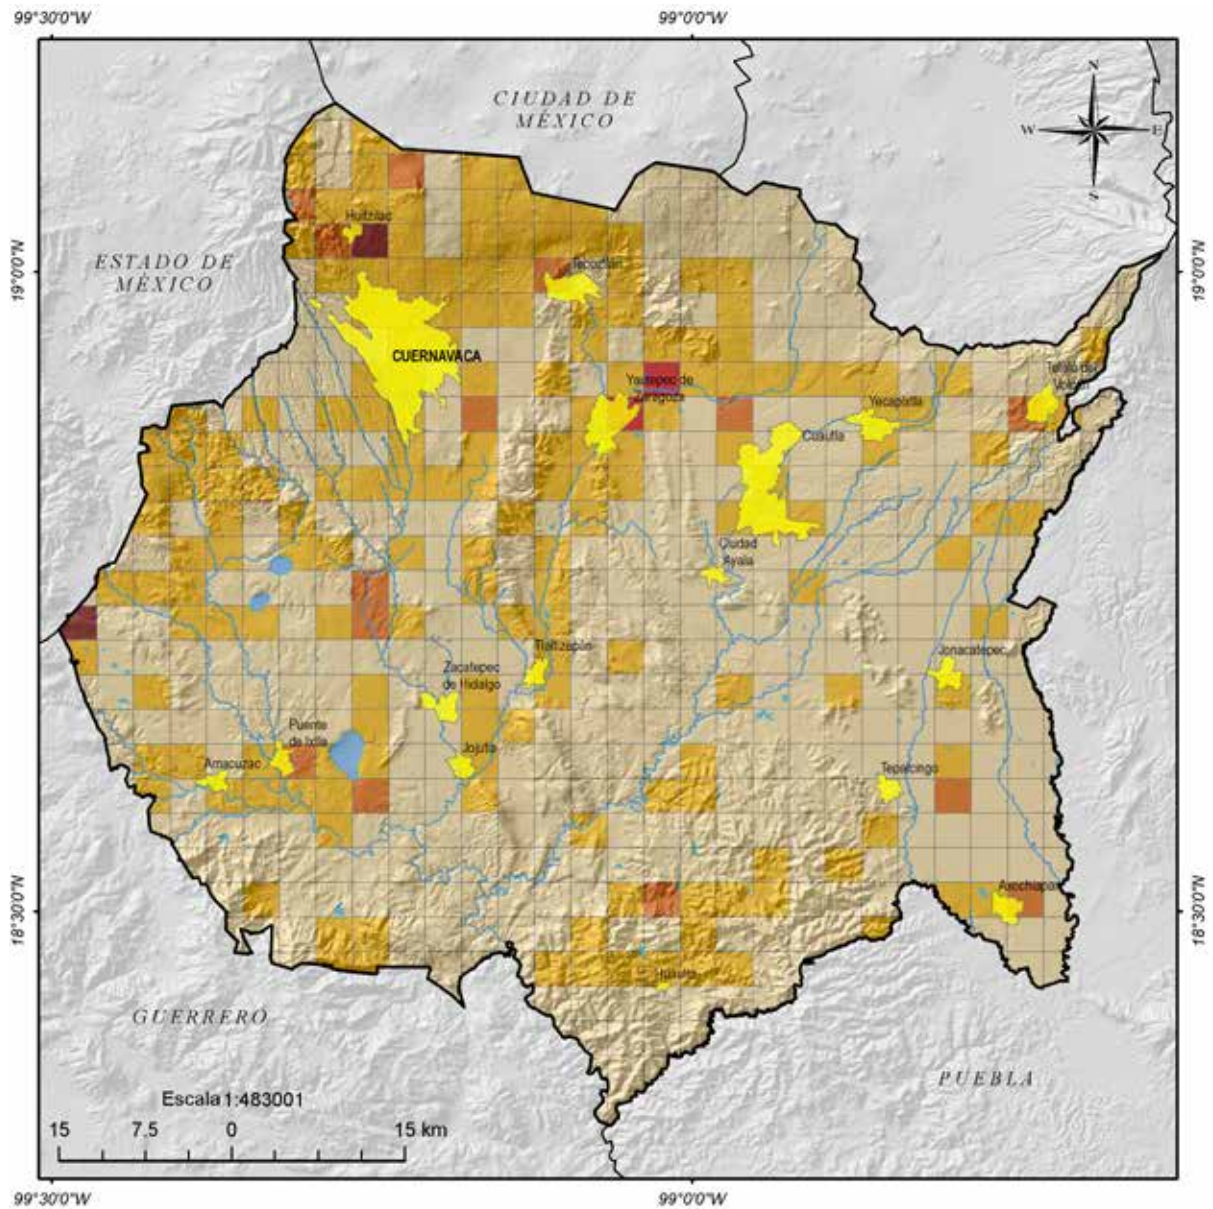 99°30'0"W
99°0'0"W
CIUDAD DE
MÉXICO
N
W
E
S
Huitzilac
ESTADO DE
MÉXICO
19°0'0"N
19°0'0"N
Tepoztlán
CUERNAVACA
Yautepec de
Zaragoza
Tetela del
Volcán
Yecapixtla
Cuautla
Ciudad
Ayala
Tlaltizapán
Zacatepec
de Hidalgo
Jonacatepec
Puente
de Ixtla
Jojutla
Amacuzac
Tepalcingo
Axochiapan
18°30'0"N
18°30'0"N
Huautla
GUERRERO
PUEBLA
Escala 1:483001
15
7.5
0
15 km
99°30'0"W
99°0'0"W